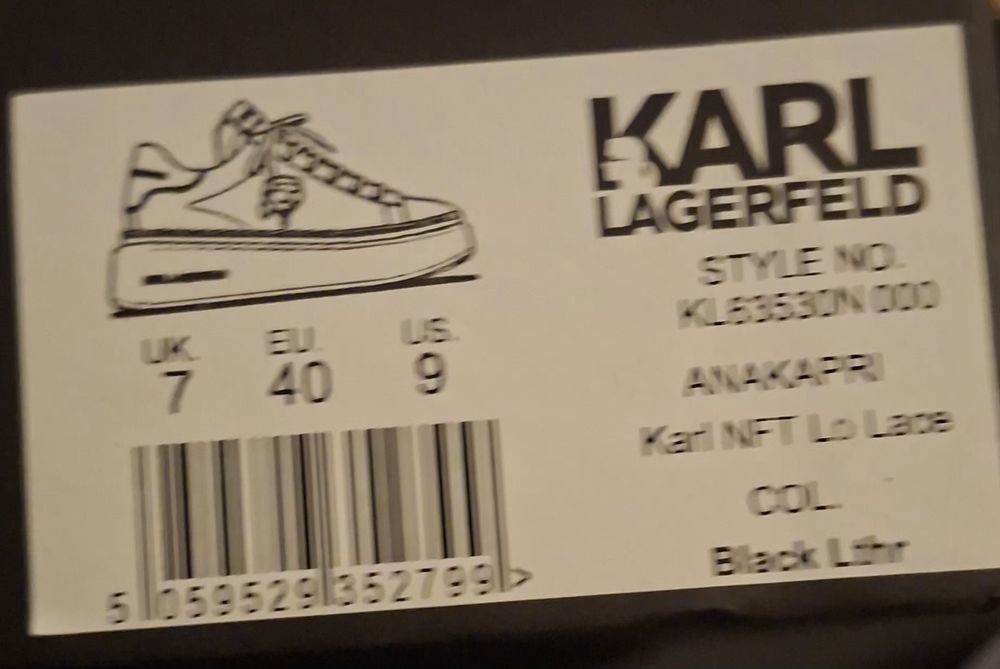 KARL
LAGERFELD
STYLE NO.
KL63530N 000
ANAKAPRI
Karl NFT Lo Lace
COL.
Black Lthr
UK. EU. US.
7 40 9
5 059529 352799 >